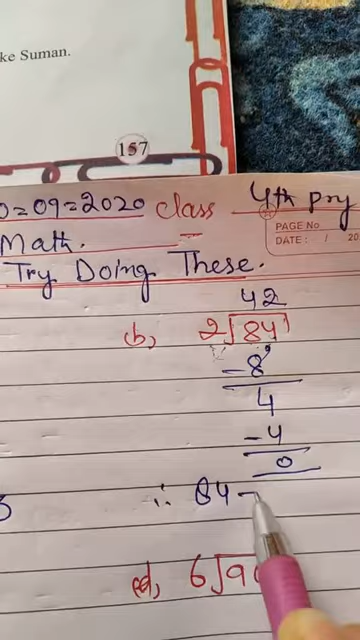 ke Suman.
157
0=09=2020 Class 4th pry
PAGE No
DATE : / 20
Math.
Try Doing These.
42
(b), 2√84
-8
4
-4
0
∴ 84
(d), 6√9